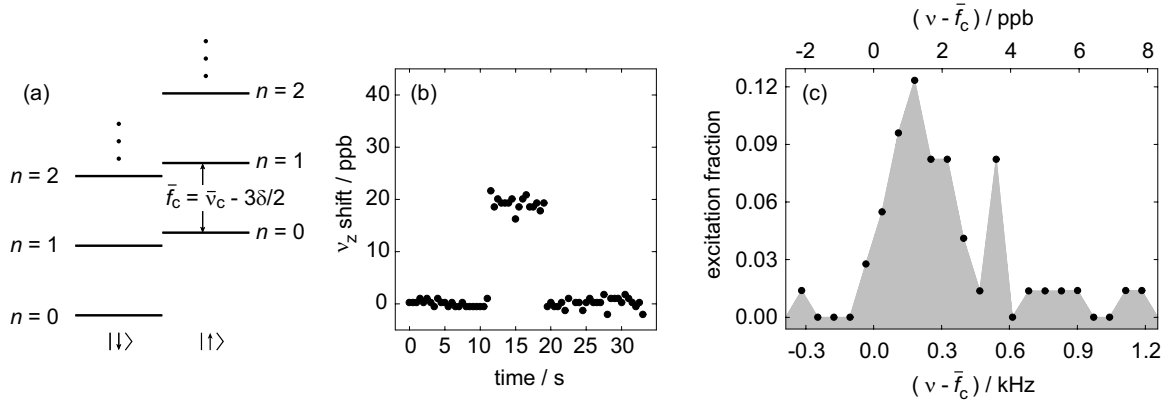 (a)
n = 2
n = 1
n = 0
n = 2
n = 1
f̄c = ν̄c - 3δ/2
n = 0
|↓⟩
|↑⟩
(b)
νz shift / ppb
40
30
20
10
0
0 5 10 15 20 25 30
time / s
(c)
( ν - f̄c ) / ppb
-2 0 2 4 6 8
excitation fraction
0.12
0.09
0.06
0.03
0.00
-0.3 0.0 0.3 0.6 0.9 1.2
( ν - f̄c ) / kHz